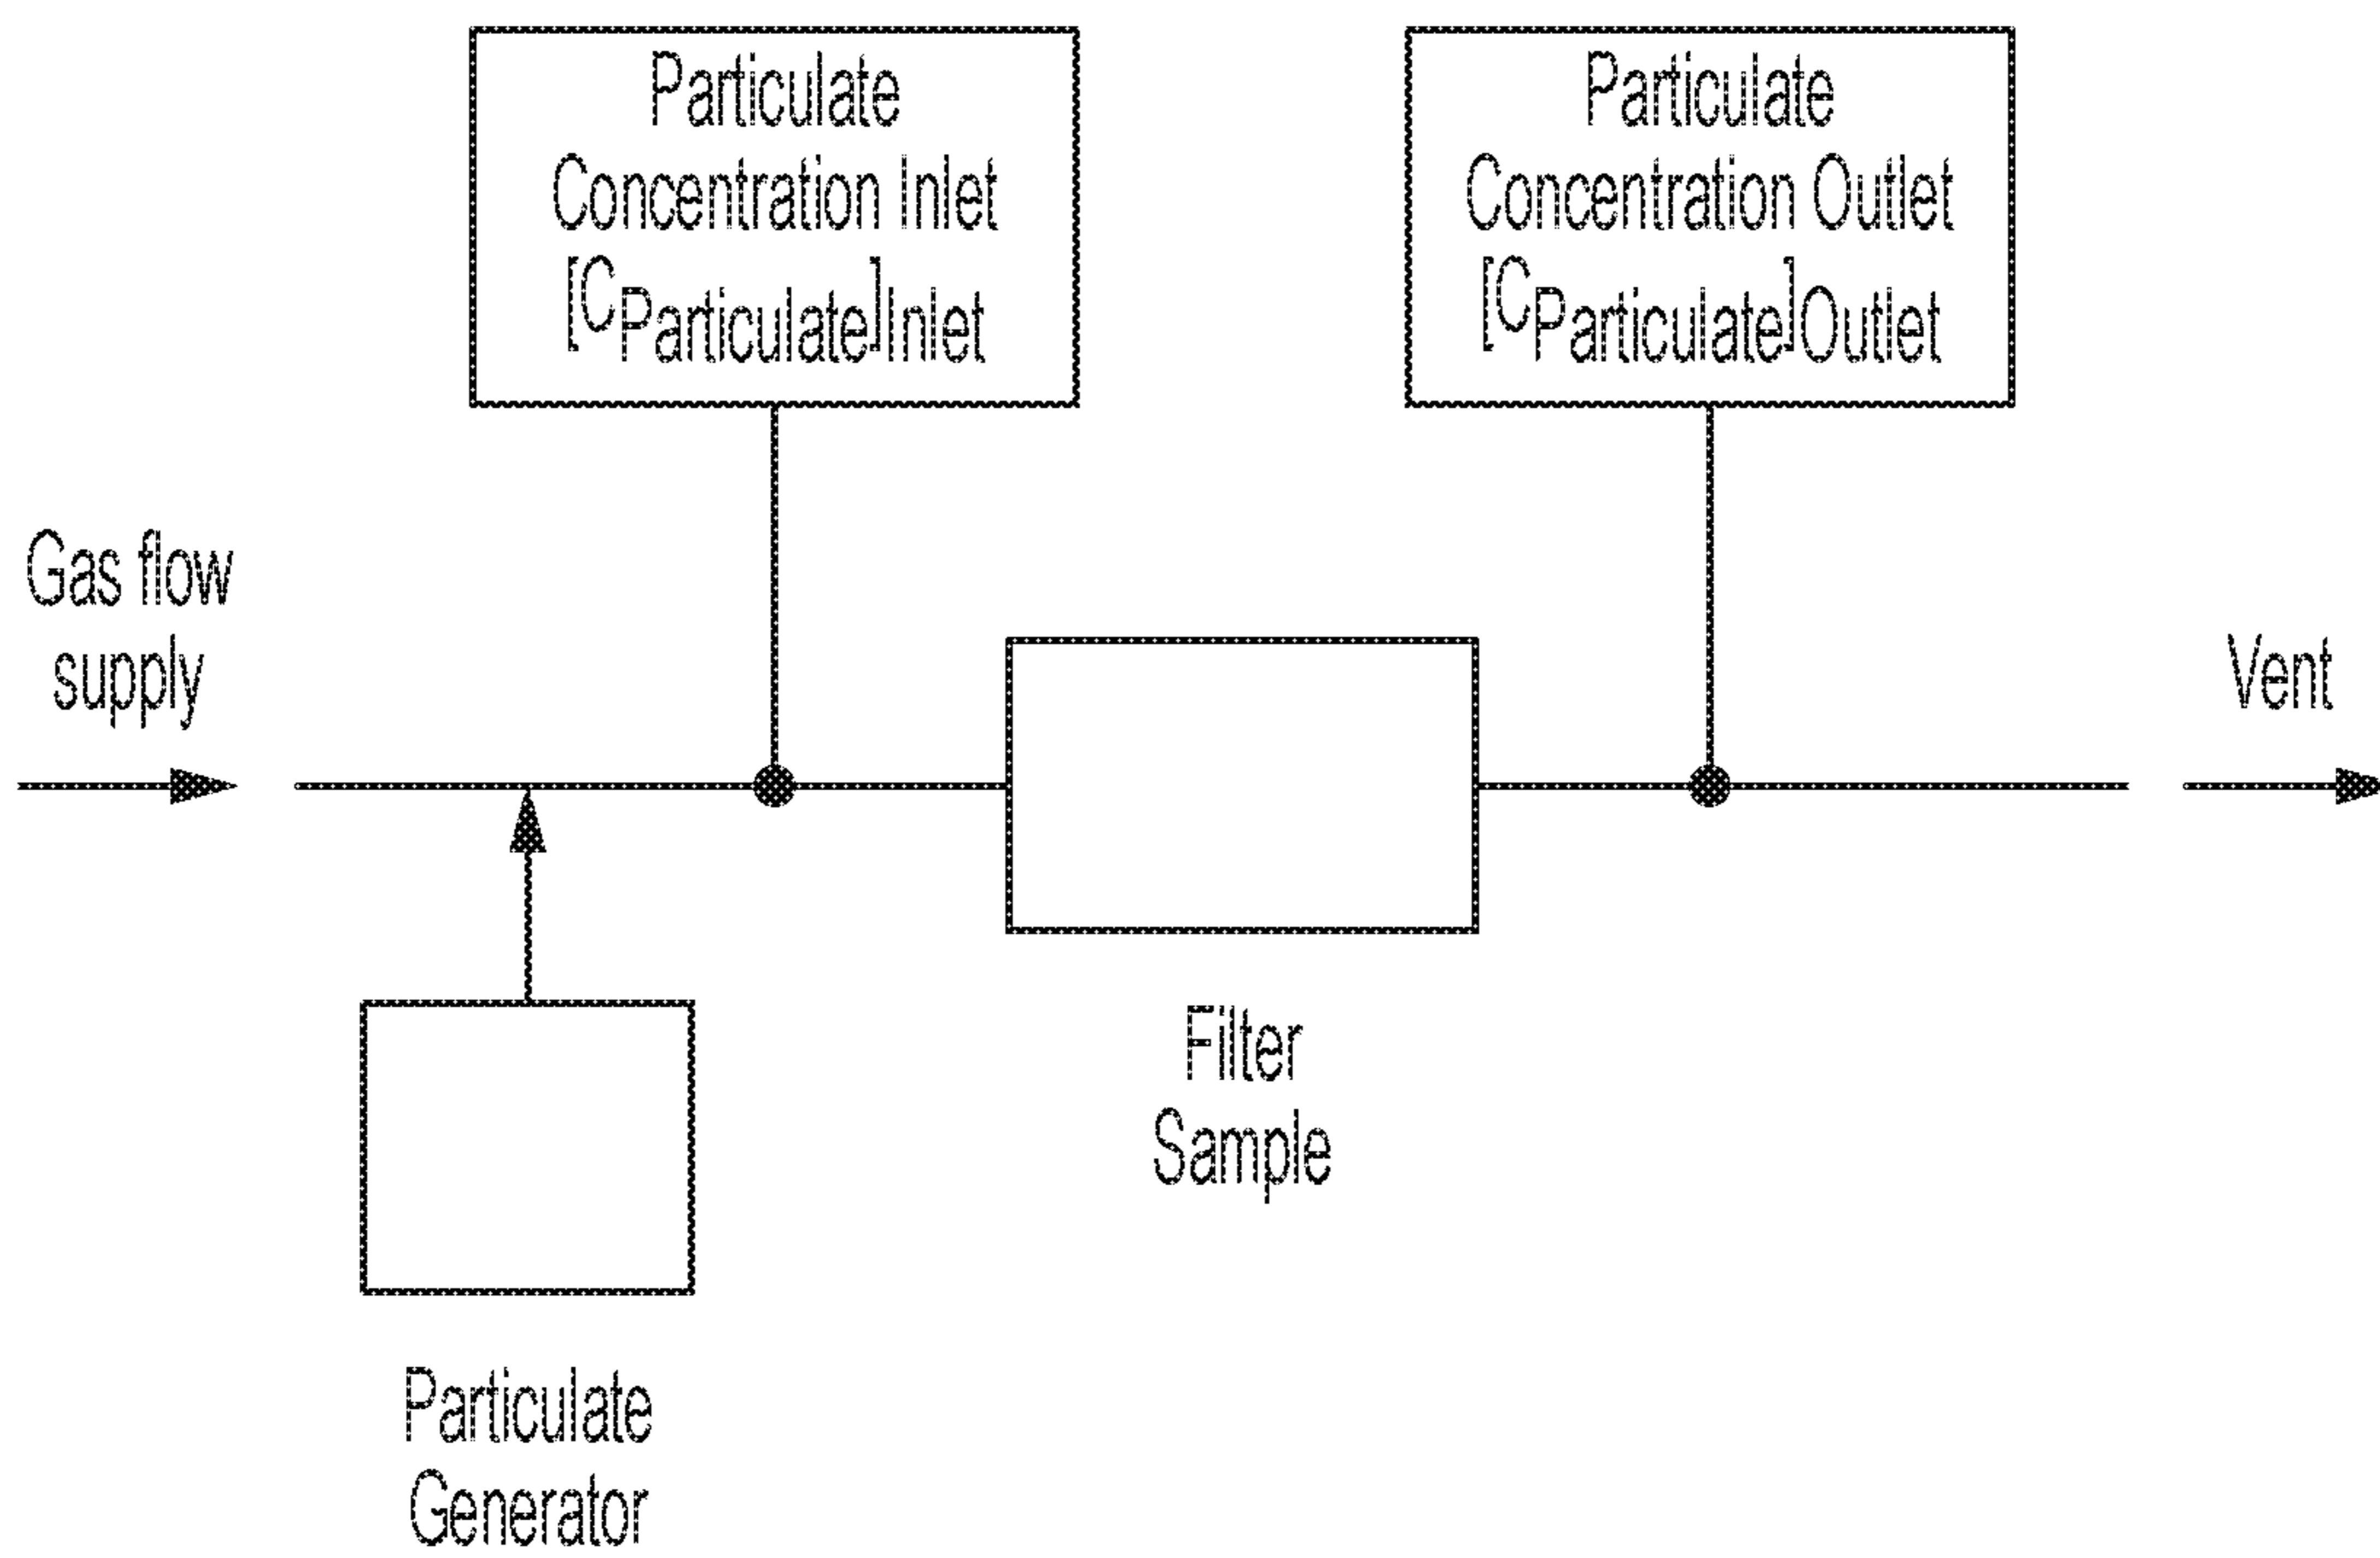 Particulate
Concentration Inlet
[CParticulate]Inlet
Particulate
Concentration Outlet
[CParticulate]Outlet
Gas flow
supply
Vent
Filter
Sample
Particulate
Generator